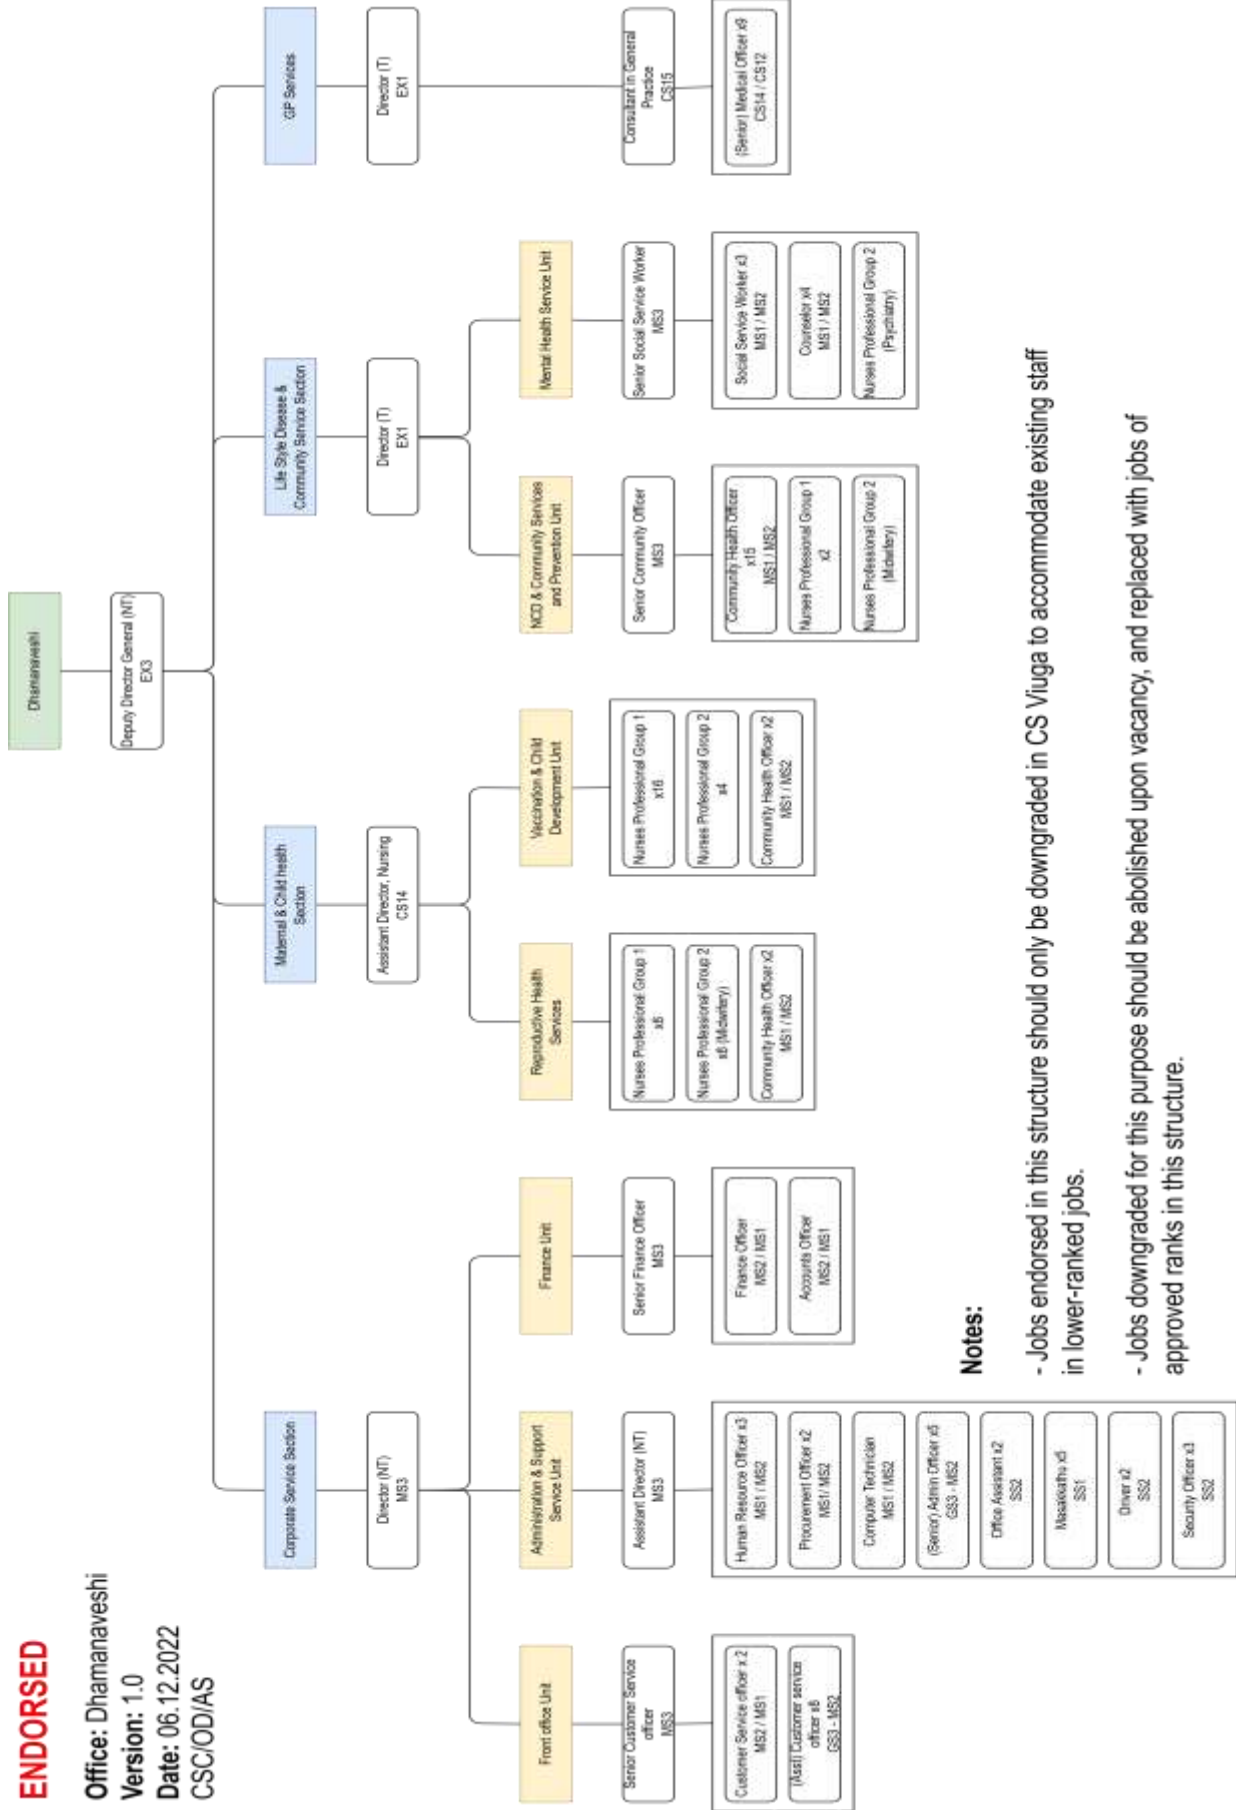 ENDORSED
Office: Dhamanaveshi
Version: 1.0
Date: 06.12.2022
CSC/OD/AS
Dhamanaveshi
Deputy Director General (NT)
EX3
Corporate Service Section
Director (NT)
MS3
Front office Unit
Senior Customer Service
officer
MS3
Customer Service officer x 2
MS2 / MS1
(Asst) Customer service
officer x6
GS3 - MS2
Administration & Support
Service Unit
Assistant Director (NT)
MS3
Human Resource Officer x3
MS1 / MS2
Procurement Officer x2
MS1/ MS2
Computer Technician
MS1 / MS2
(Senior) Admin Officer x5
GS3 - MS2
Office Assistant x2
SS2
Masakkathu x5
SS1
Driver x2
SS2
Security Officer x3
SS2
Finance Unit
Senior Finance Officer
MS3
Finance Officer
MS2 / MS1
Accounts Officer
MS2 / MS1
Maternal & Child health
Section
Assistant Director, Nursing
CS14
Reproductive Health
Services
Nurses Professional Group 1
Nurses Professional Group 2
x6 (Midwifery)
Community Health Officer x2
MS1 / MS2
Vaccination & Child
Development Unit
Nurses Professional Group 1
x16
Nurses Professional Group 2
x4
Community Health Officer x2
MS1 / MS2
Life Style Disease &
Community Service Section
Director (T)
EX1
NCD & Community Services
and Prevention Unit
Senior Community Officer
MS3
Community Health Officer
x15
MS1 / MS2
Nurses Professional Group 1
x2
Nurses Professional Group 2
(Midwifery)
Mental Health Service Unit
Senior Social Service Worker
MS3
Social Service Worker x3
MS1 / MS2
Counselor x4
MS1 / MS2
Nurses Professional Group 2
(Psychiatry)
GP Services
Director (T)
EX1
Consultant in General
Practice
CS15
(Senior) Medical Officer x9
CS14 / CS12
Notes:
- Jobs endorsed in this structure should only be downgraded in CS Viuga to accommodate existing staff
in lower-ranked jobs.
- Jobs downgraded for this purpose should be abolished upon vacancy, and replaced with jobs of
approved ranks in this structure.